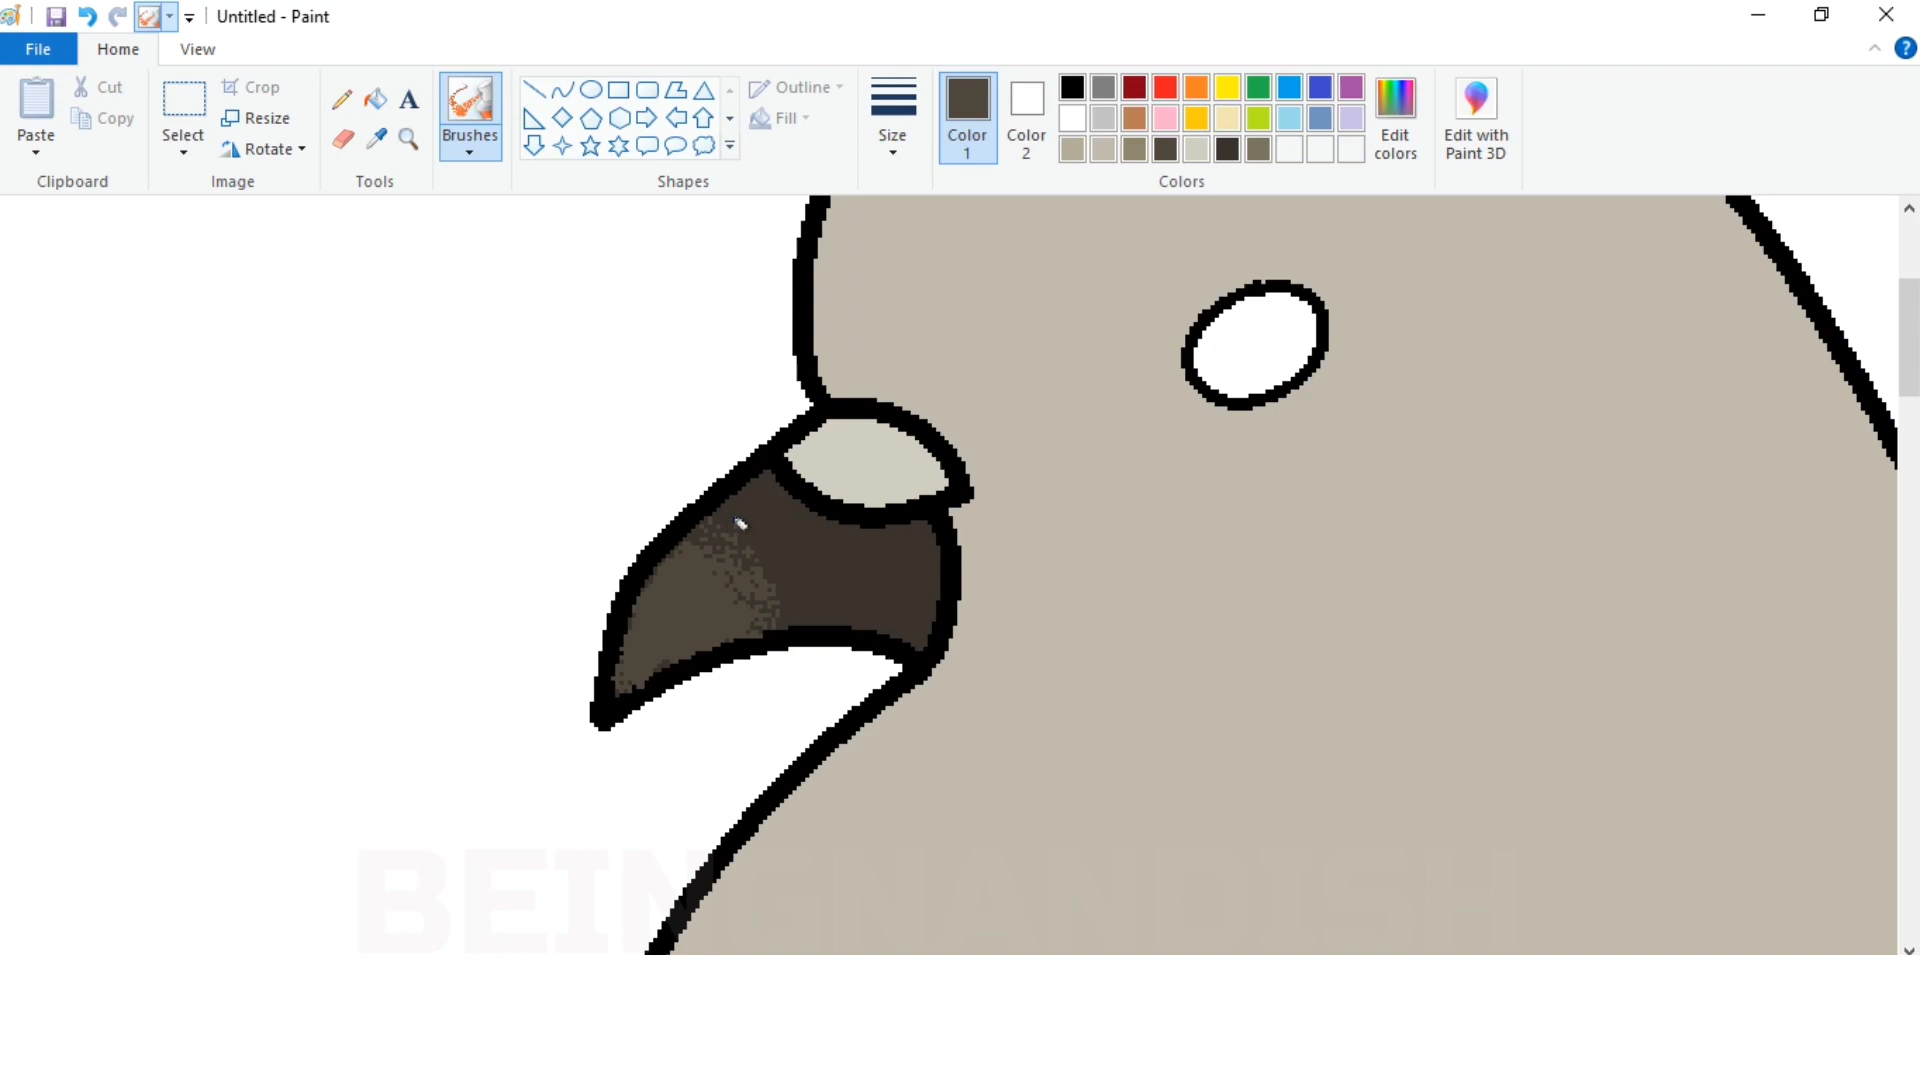 Untitled - Paint
File Home View
Paste Cut Copy Clipboard
Select Crop Resize Rotate Image
A
Tools
Brushes
Shapes
Outline Fill
Size
Color 1
Color 2
Colors
Edit colors
Edit with Paint 3D
?
BEINGNANDISH